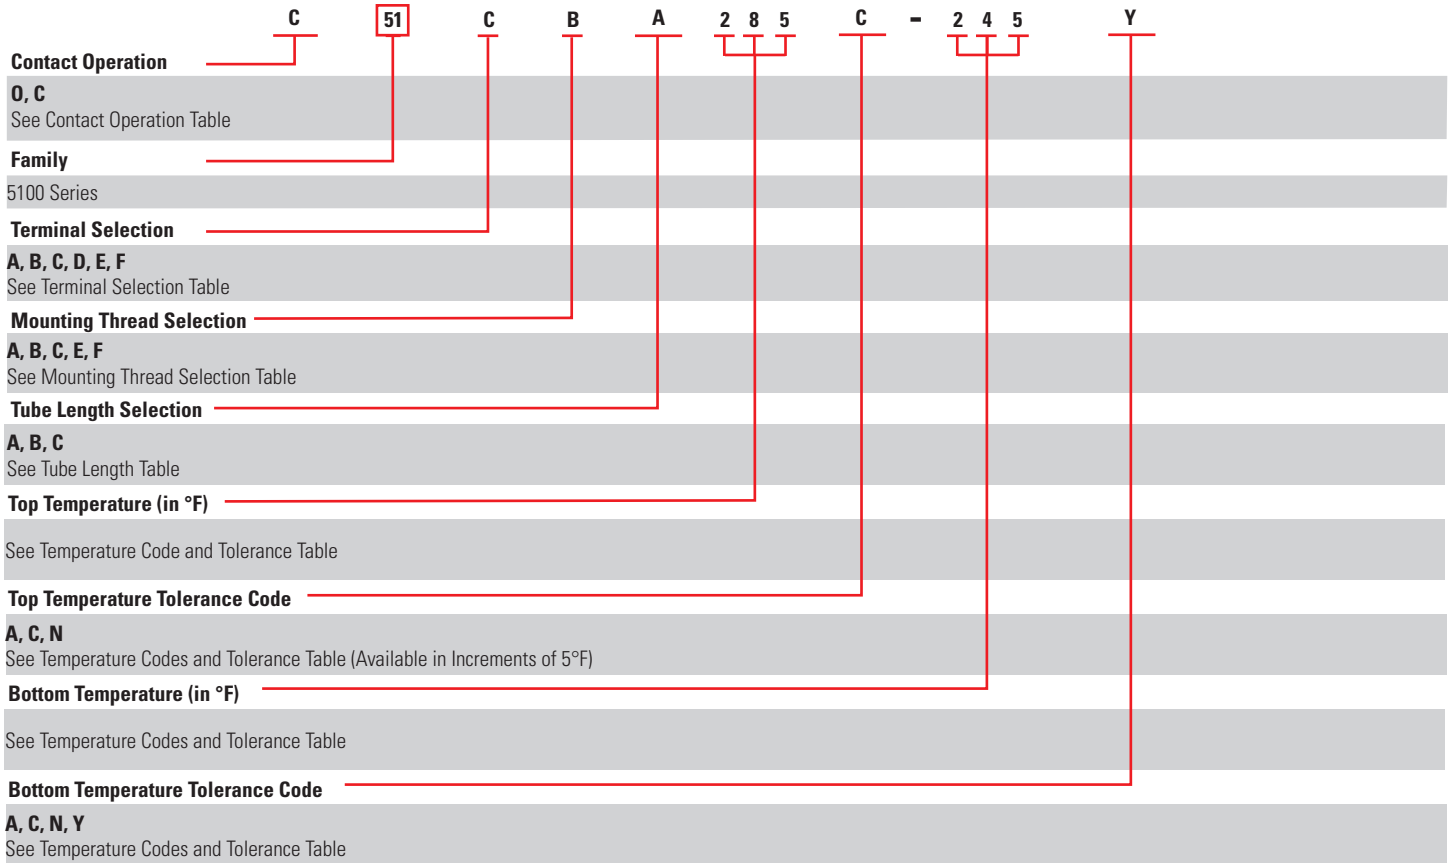 C 51 C B A 2 8 5 C - 2 4 5 Y
Contact Operation
O, C
See Contact Operation Table
Family
5100 Series
Terminal Selection
A, B, C, D, E, F
See Terminal Selection Table
Mounting Thread Selection
A, B, C, E, F
See Mounting Thread Selection Table
Tube Length Selection
A, B, C
See Tube Length Table
Top Temperature (in °F)
See Temperature Code and Tolerance Table
Top Temperature Tolerance Code
A, C, N
See Temperature Codes and Tolerance Table (Available in Increments of 5°F)
Bottom Temperature (in °F)
See Temperature Codes and Tolerance Table
Bottom Temperature Tolerance Code
A, C, N, Y
See Temperature Codes and Tolerance Table